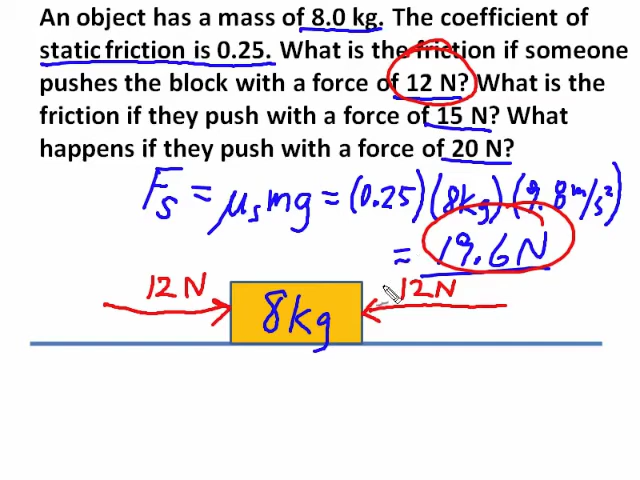 An object has a mass of 8.0 kg. The coefficient of
static friction is 0.25. What is the friction if someone
pushes the block with a force of 12 N? What is the
friction if they push with a force of 15 N? What
happens if they push with a force of 20 N?
Fs = μsmg = (0.25)(8kg)(9.8 m/s²)
= 19.6N
12N 12N
8kg